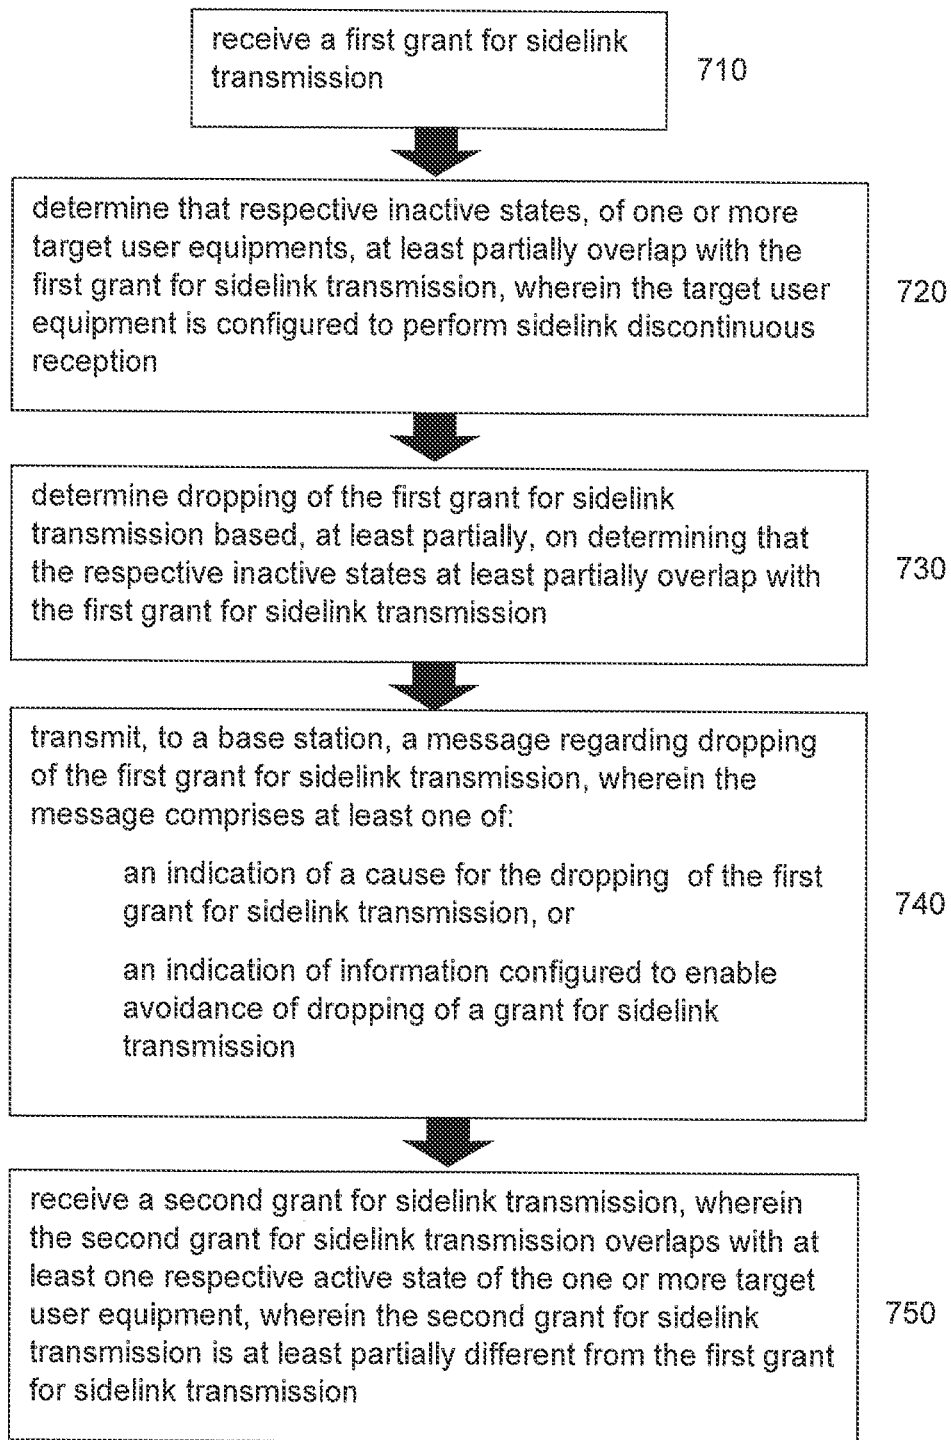 receive a first grant for sidelink
transmission
710
determine that respective inactive states, of one or more
target user equipments, at least partially overlap with the
first grant for sidelink transmission, wherein the target user
equipment is configured to perform sidelink discontinuous
reception
720
determine dropping of the first grant for sidelink
transmission based, at least partially, on determining that
the respective inactive states at least partially overlap with
the first grant for sidelink transmission
730
transmit, to a base station, a message regarding dropping
of the first grant for sidelink transmission, wherein the
message comprises at least one of:
an indication of a cause for the dropping of the first
grant for sidelink transmission, or
an indication of information configured to enable
avoidance of dropping of a grant for sidelink
transmission
740
receive a second grant for sidelink transmission, wherein
the second grant for sidelink transmission overlaps with at
least one respective active state of the one or more target
user equipment, wherein the second grant for sidelink
transmission is at least partially different from the first grant
for sidelink transmission
750